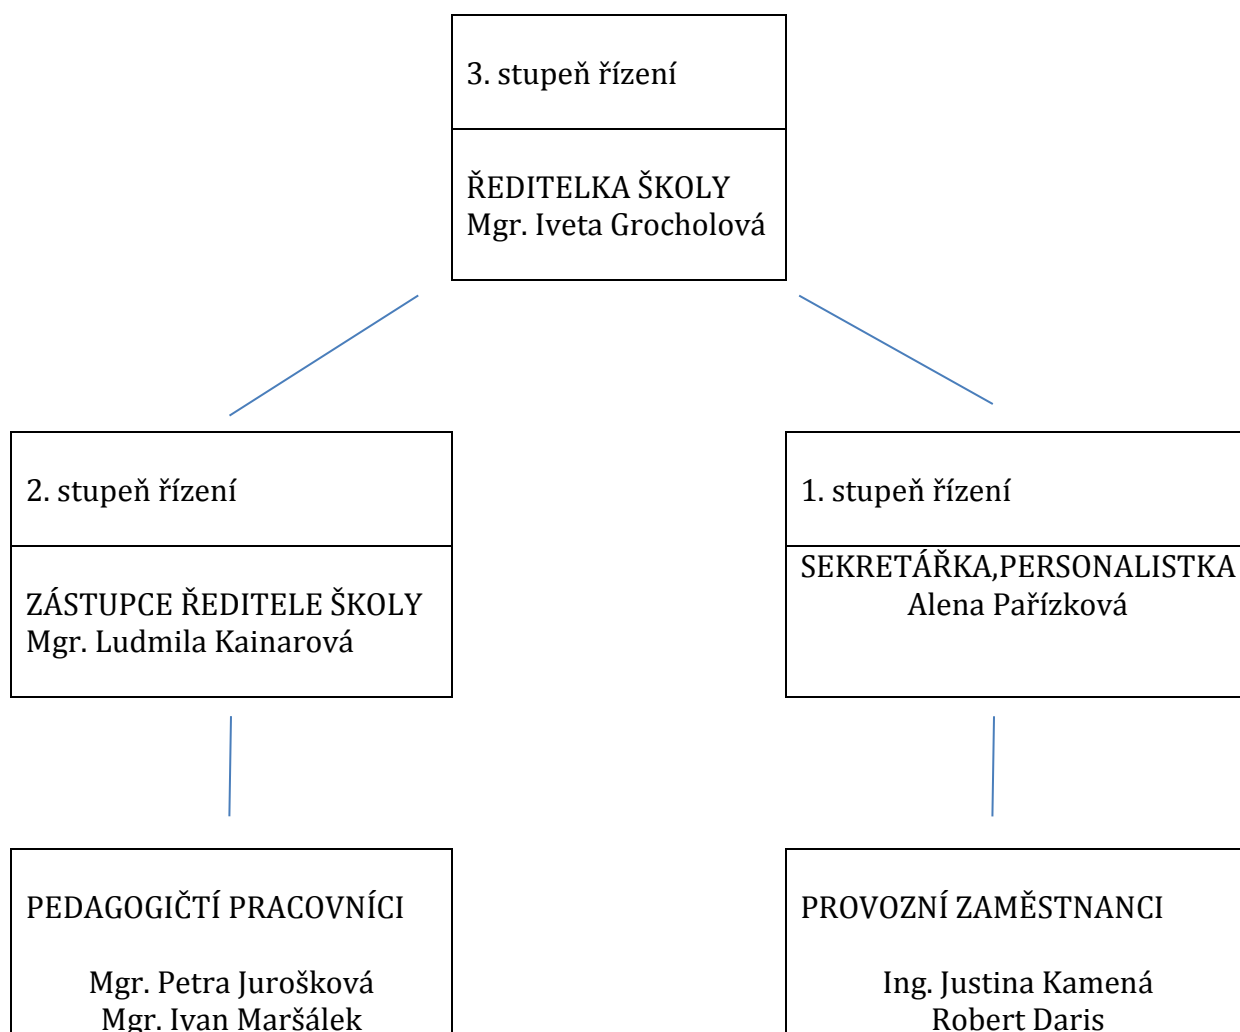 3. stupeň řízení
ŘEDITELKA ŠKOLY
Mgr. Iveta Grocholová
2. stupeň řízení
ZÁSTUPCE ŘEDITELE ŠKOLY
Mgr. Ludmila Kainarová
1. stupeň řízení
SEKRETÁŘKA,PERSONALISTKA
Alena Pařízková
PEDAGOGIČTÍ PRACOVNÍCI
Mgr. Petra Jurošková
Mgr. Ivan Maršálek
PROVOZNÍ ZAMĚSTNANCI
Ing. Justina Kamená
Robert Daris